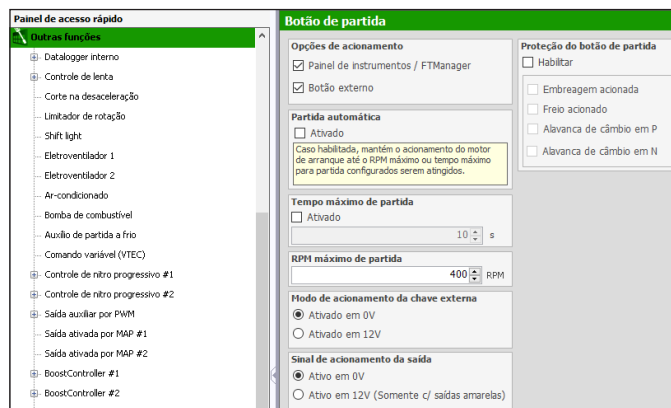 Painel de acesso rápido
Outras funções
Datalogger interno
Controle de lenta
Corte na desaceleração
Limitador de rotação
Shift light
Eletroventilador 1
Eletroventilador 2
Ar-condicionado
Bomba de combustível
Auxílio de partida a frio
Comando variável (VTEC)
Controle de nitro progressivo #1
Controle de nitro progressivo #2
Saída auxiliar por PWM
Saída ativada por MAP #1
Saída ativada por MAP #2
BoostController #1
BoostController #2
Botão de partida
Opções de acionamento
Painel de instrumentos / FTManager
Botão externo
Partida automática
Ativado
Caso habilitada, mantém o acionamento do motor
de arranque até o RPM máximo ou tempo máximo
para partida configurados serem atingidos.
Tempo máximo de partida
Ativado
10 s
RPM máximo de partida
400 RPM
Modo de acionamento da chave externa
Ativado em 0V
Ativado em 12V
Sinal de acionamento da saída
Ativo em 0V
Ativo em 12V (Somente c/ saídas amarelas)
Proteção do botão de partida
Habilitar
Embreagem acionada
Freio acionado
Alavanca de câmbio em P
Alavanca de câmbio em N